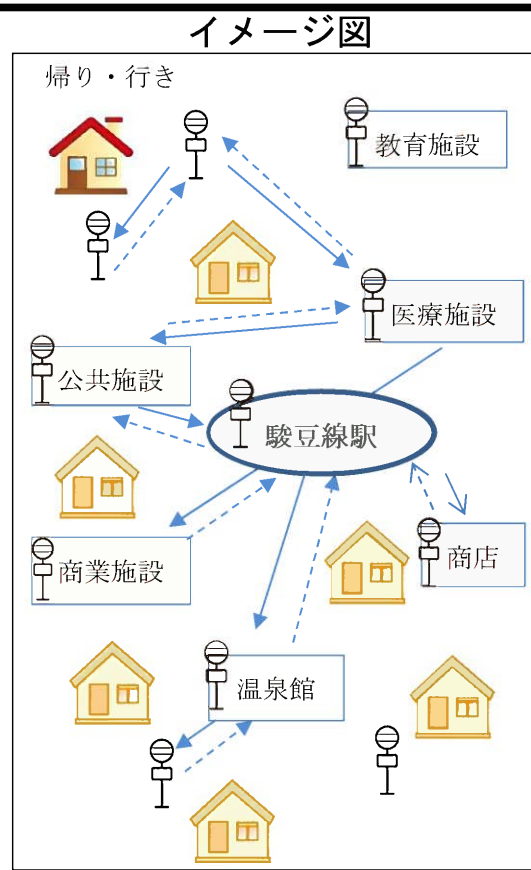 イメージ図
帰り・行き
教育施設
医療施設
公共施設
駿豆線駅
商業施設
商店
温泉館